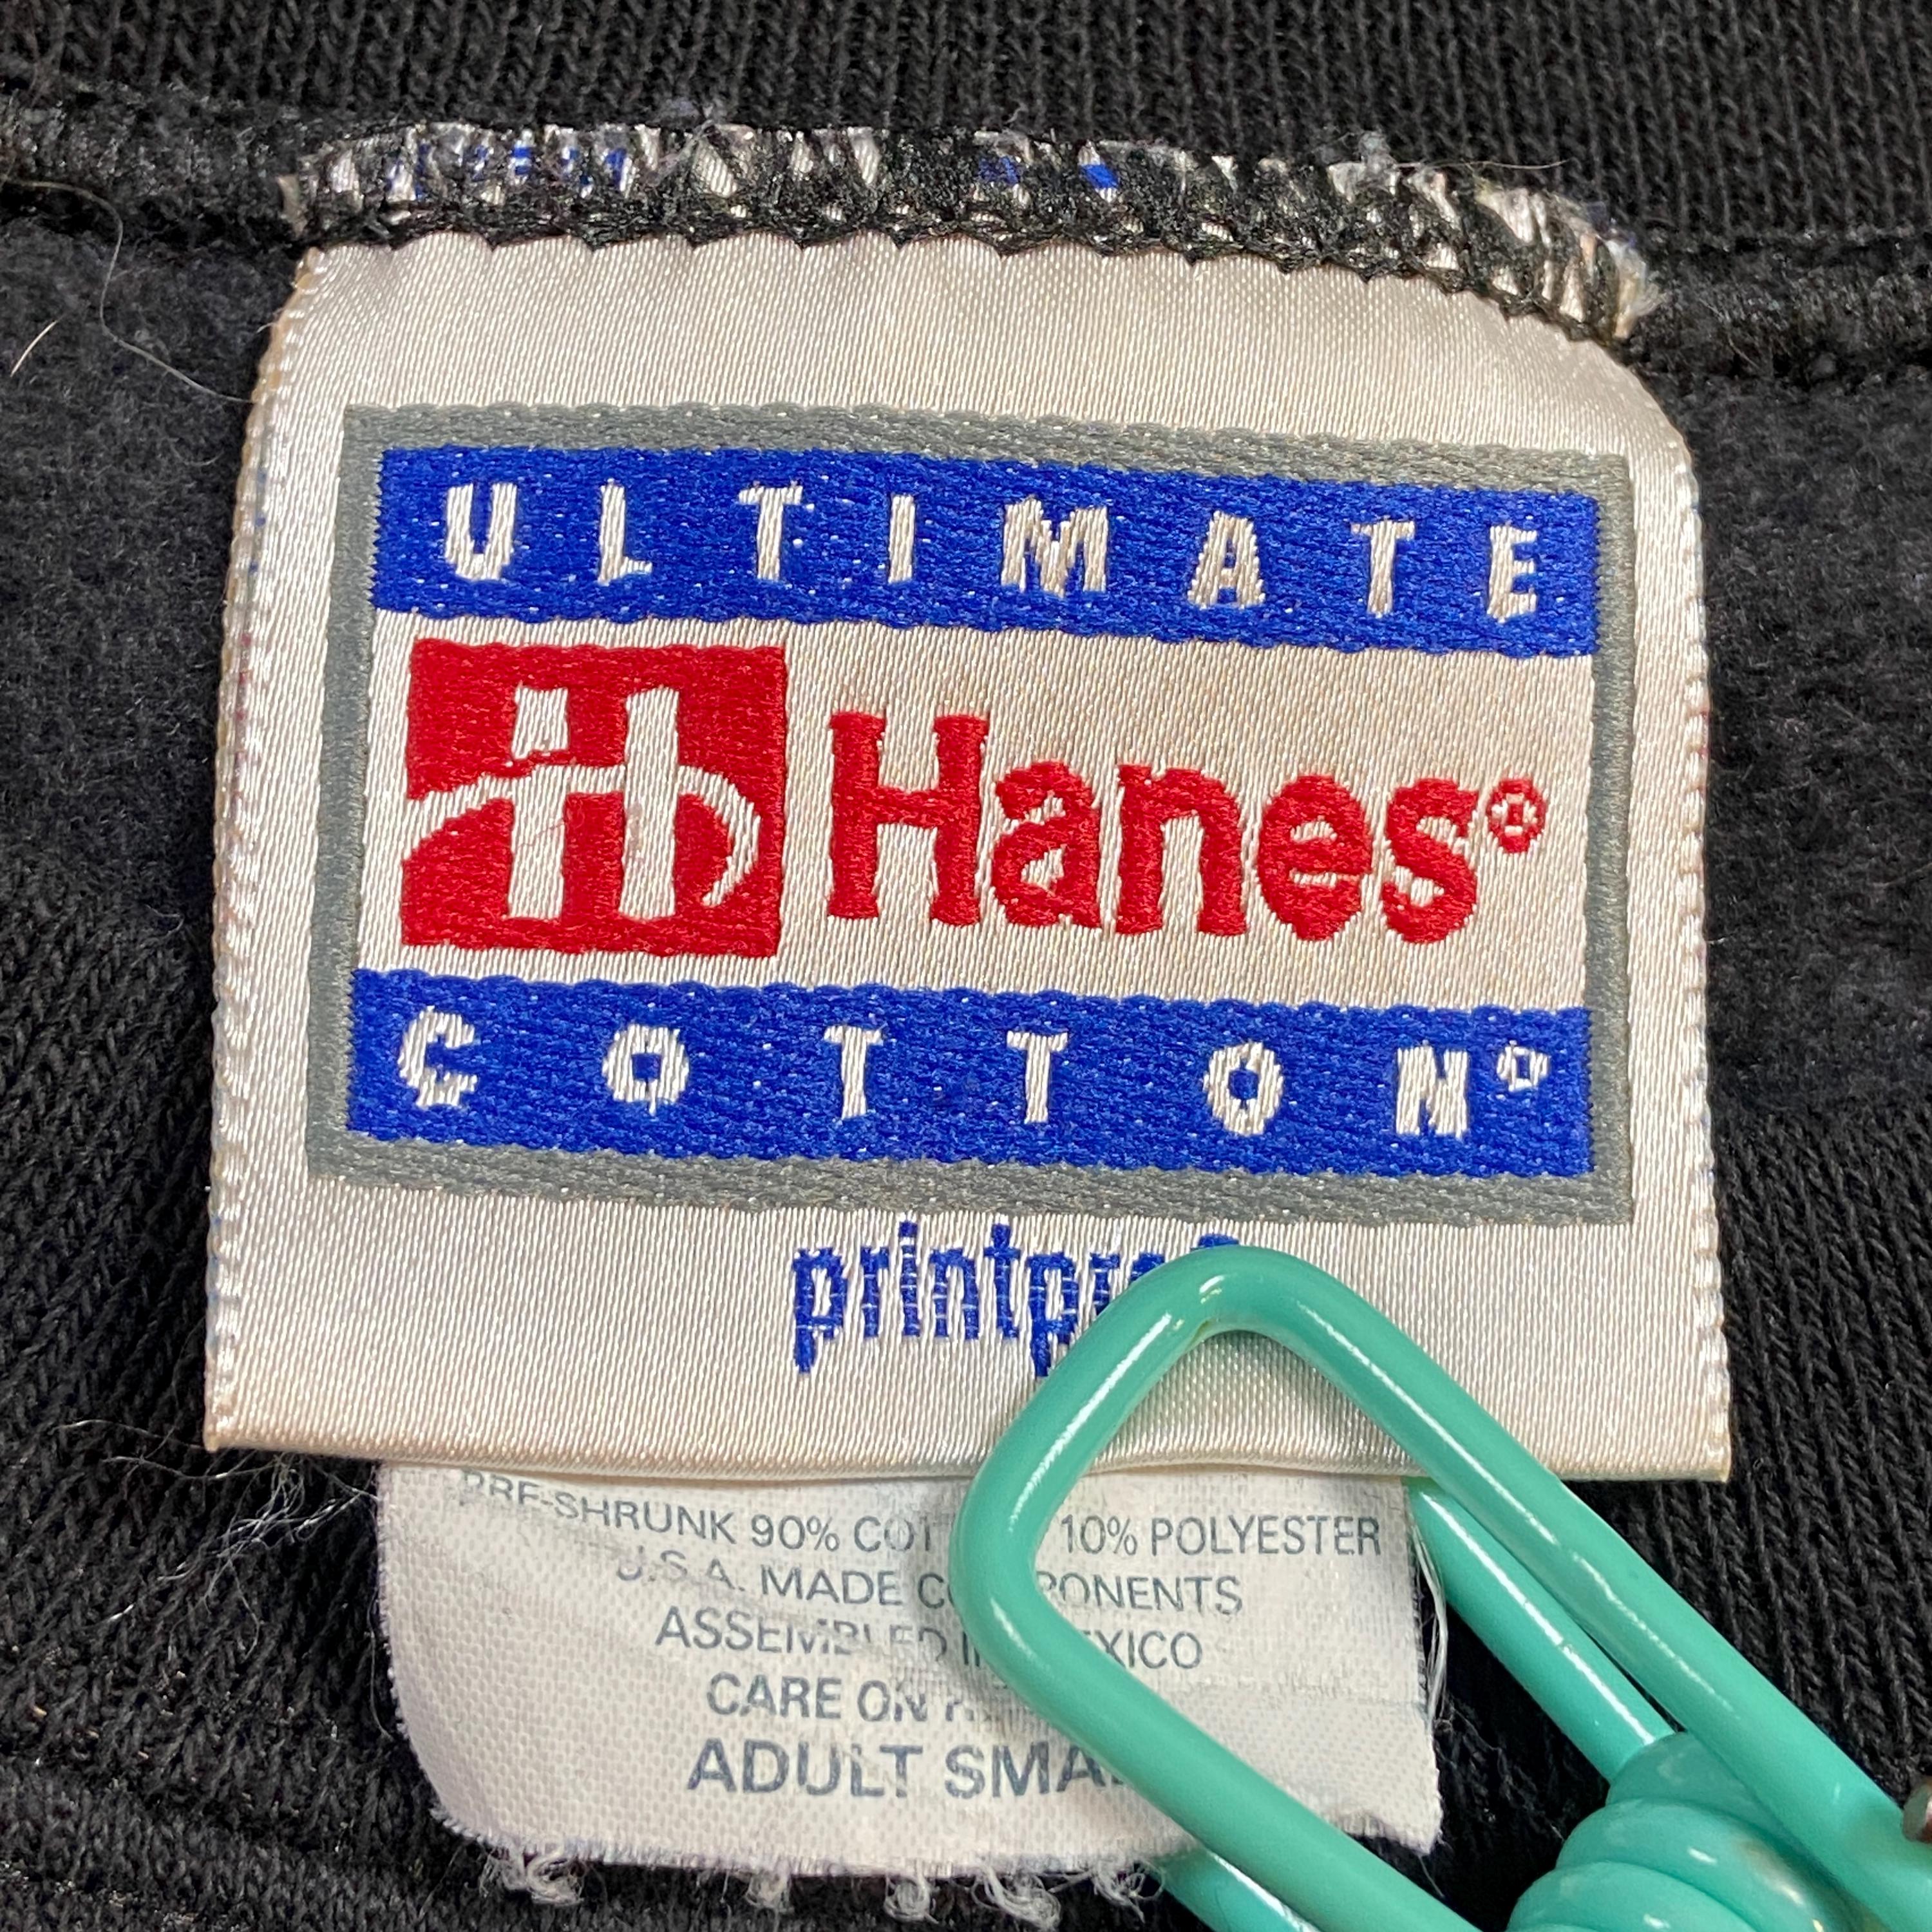 ULTIMATE
Hanes®
COTTON®
PRE-SHRUNK 90% 10% POLYESTER
U.S.A. MADE
ASSEMBLED
CARE ON
ADULT